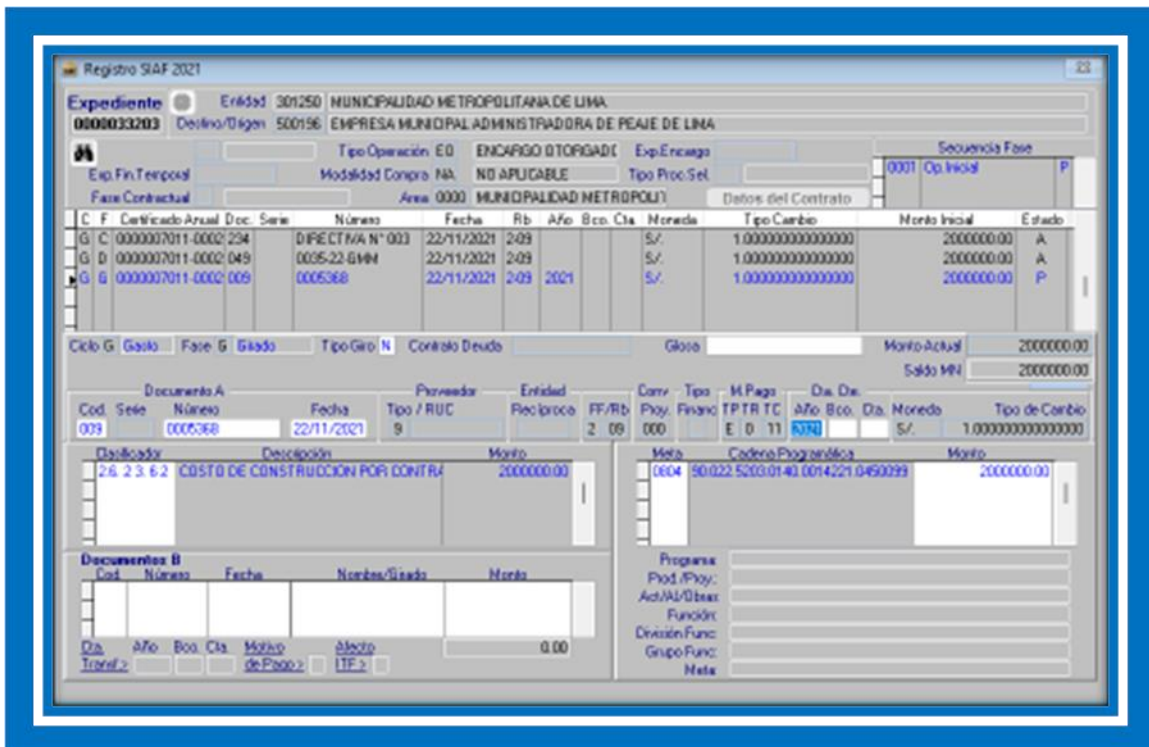 Registro SIAF 2021
Expediente Entidad 301250 MUNICIPALIDAD METROPOLITANA DE LIMA
0000033203 Destino/Origen 500196 EMPRESA MUNICIPAL ADMINISTRADORA DE PEAJE DE LIMA
Tipo Operación EO ENCARGO OTORGADO Exp.Encargo Secuencia Fase
Exp.Fin.Temporal Modalidad Compra NA NO APLICABLE Tipo Proc.Sel. 0001 Op.Inicial P
Fase Contractual Area 0000 MUNICIPALIDAD METROPOLIT Datos del Contrato
C F Certificado Anual Doc. Serie Número Fecha Rb Año Bco. Cta Moneda Tipo Cambio Monto Inicial Estado
G C 0000007011-0002 234 DIRECTIVA N° 003 22/11/2021 2-09 S/. 1.000000000000000 2000000.00 A
G D 0000007011-0002 049 0035-22-GMM 22/11/2021 2-09 S/. 1.000000000000000 2000000.00 A
G G 0000007011-0002 009 0005368 22/11/2021 2-09 2021 S/. 1.000000000000000 2000000.00 P
Ciclo G Gasto Fase G Girado Tipo Giro N Contrato Deuda Glosa Monto Actual 2000000.00
Saldo MN 2000000.00
Documento A Proveedor Entidad Conv Tipo M.Pago Cta. Cte.
Cod. Serie Número Fecha Tipo / RUC Recíproca FF/Rb Proy. Financ TP TR TC Año Bco. Cta. Moneda Tipo de Cambio
009 0005368 22/11/2021 9 2 09 000 E 0 11 2021 S/. 1.000000000000000
Clasificador Descripción Monto Meta Cadena Programática Monto
2.6. 2 3. 6 2 COSTO DE CONSTRUCCION POR CONTRA 2000000.00 0804 90.022.5203.0140.0014221.0450099 2000000.00
Documentos B
Cod. Número Fecha Nombre/Girado Monto
0.00
Cta. Año Bco. Cta. Motivo Afecto
Transf.> de Pago > ITF >
Programa:
Prod./Proy.:
Act/AI/Obras:
Función:
División Func:
Grupo Func:
Meta: